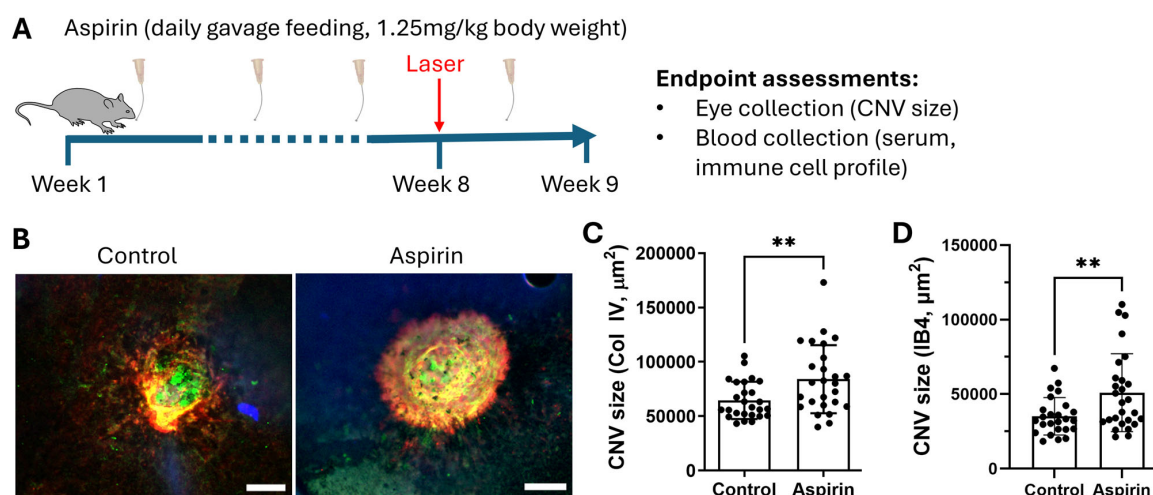 A
Aspirin (daily gavage feeding, 1.25mg/kg body weight)
Laser
Week 1
Week 8
Week 9
Endpoint assessments:
• Eye collection (CNV size)
• Blood collection (serum,
immune cell profile)
B
Control
Aspirin
C
CNV size (Col IV, μm²)
200000
150000
100000
50000
0
**
Control
Aspirin
D
CNV size (IB4, μm²)
150000
100000
50000
0
**
Control
Aspirin